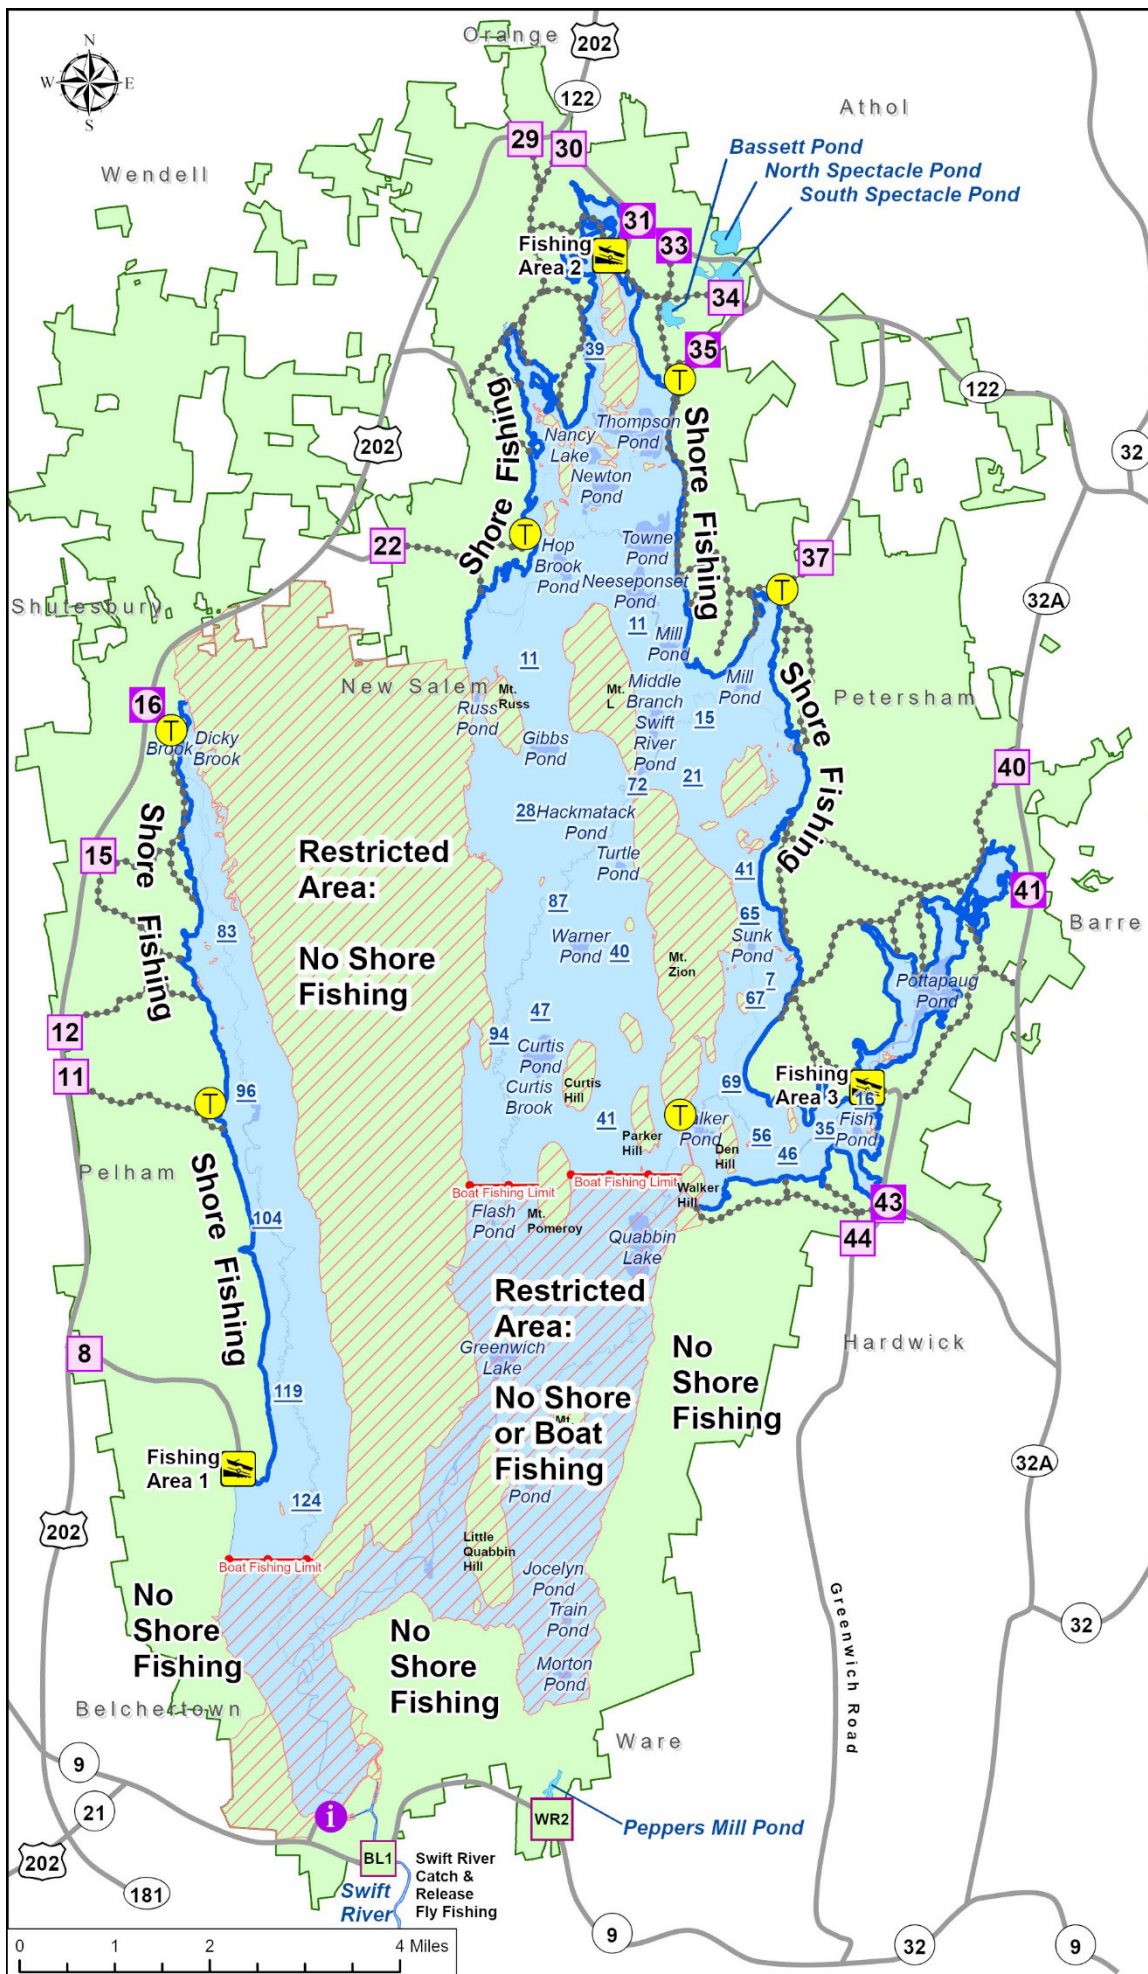 Orange
202
N
W
E
S
122
Athol
29
30
Bassett Pond
North Spectacle Pond
South Spectacle Pond
Wendell
31
33
Fishing
Area 2
34
39
35
T
122
Shore Fishing
Shore Fishing
Thompson
Pond
Nancy
Lake
Newton
Pond
202
32
T
22
Hop
Brook
Pond
Towne
Pond
Neeseponset
Pond
37
T
32A
Shutesbury
11
Mill
Pond
11
New Salem
Mt.
Russ
Russ
Pond
Mt.
L
Middle
Branch
Swift
River
Pond
Mill
Pond
Shore Fishing
Petersham
16
T
Brook
Dicky
Brook
15
Gibbs
Pond
72
21
40
28
Hackmatack
Pond
Shore Fishing
15
Restricted
Area:
No Shore
Fishing
Turtle
Pond
41
41
87
65
Sunk
Pond
Barre
83
Warner
Pond
40
Mt.
Zion
7
67
Pottapaug
Pond
47
94
12
11
Curtis
Pond
Curtis
Brook
Curtis
Hill
69
Fishing
Area 3
16
96
T
T
41
Parker
Hill
alker
Pond
56
Den
Hill
46
35
Fish
Pond
Pelham
Shore Fishing
Boat Fishing Limit
Boat Fishing Limit
Walker
Hill
Flash
Pond
Mt.
Pomeroy
43
104
Quabbin
Lake
44
Restricted
Area:
No Shore
or Boat
Fishing
8
Greenwich
Lake
No
Shore
Fishing
Hardwick
119
Mt.
Fishing
Area 1
32A
Pond
124
202
Little
Quabbin
Hill
Boat Fishing Limit
Jocelyn
Pond
Train
Pond
Morton
Pond
No
Shore
Fishing
No
Shore
Fishing
Greenwich Road
32
Belchertown
Ware
9
21
i
WR2
Peppers Mill Pond
BL1
Swift River
Catch &
Release
Fly Fishing
202
181
Swift
River
9
32
9
0 1 2 4 Miles